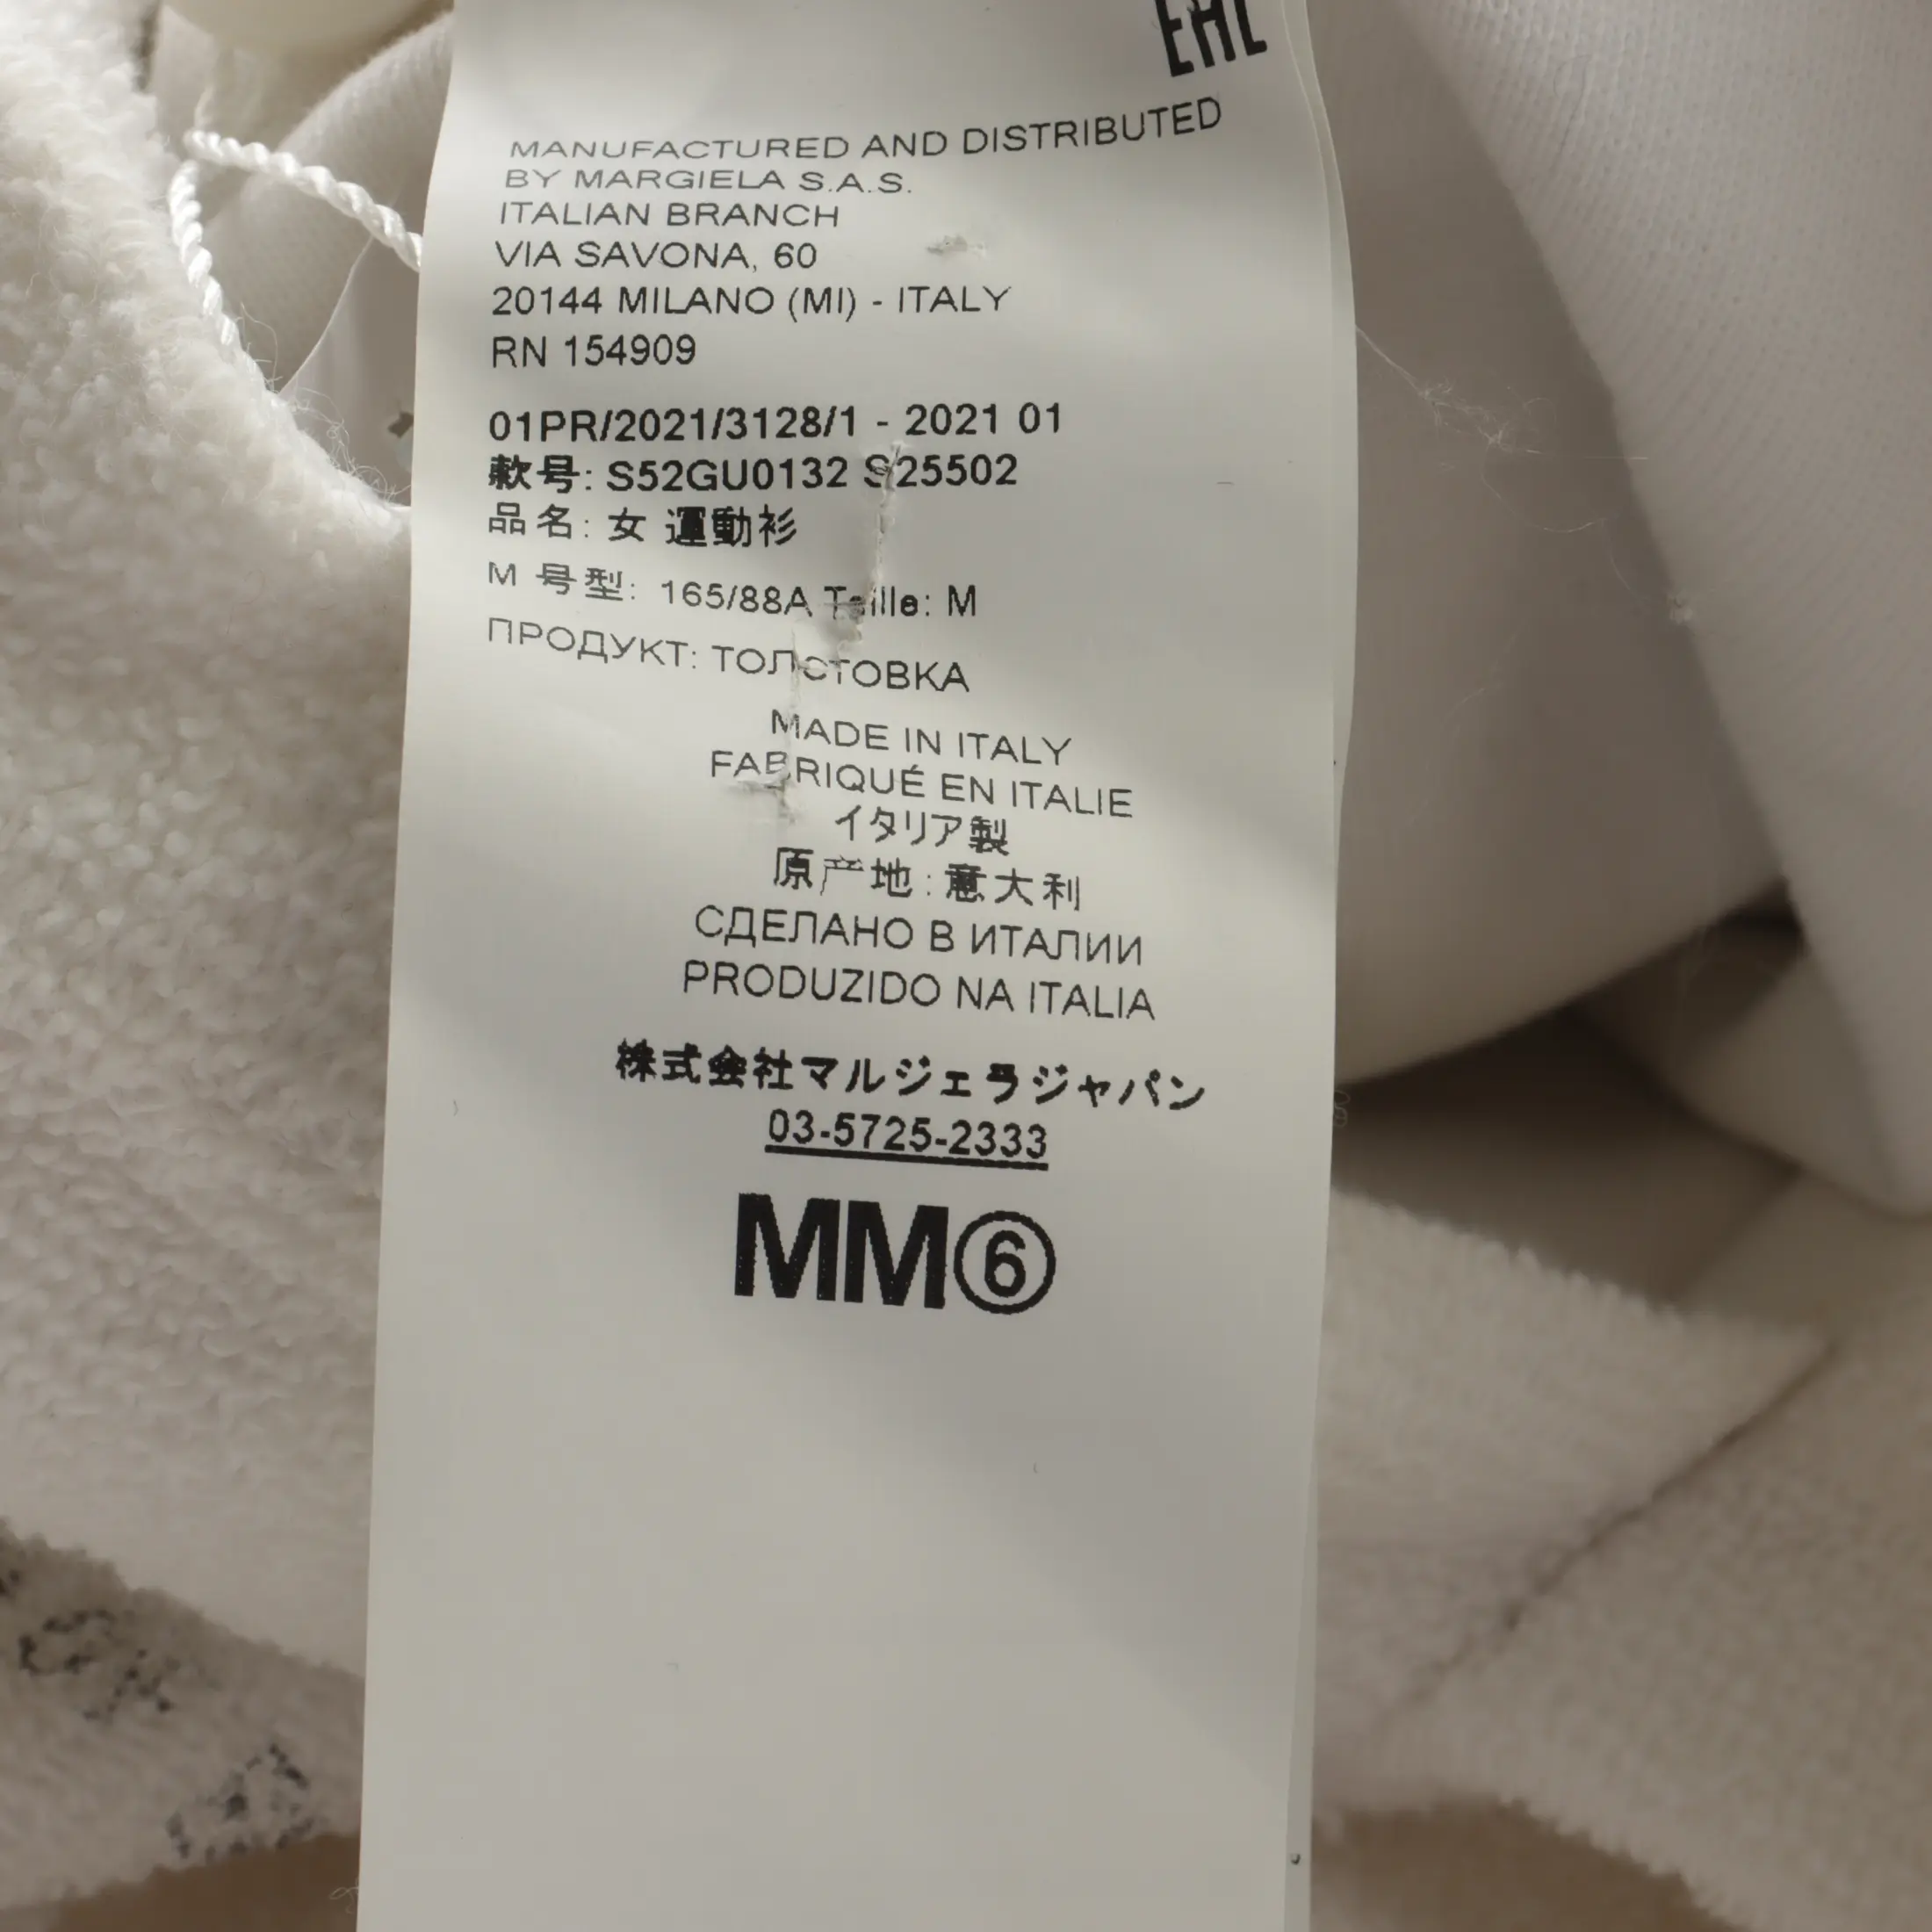 EAC
MANUFACTURED AND DISTRIBUTED
BY MARGIELA S.A.S.
ITALIAN BRANCH
VIA SAVONA, 60
20144 MILANO (MI) - ITALY
RN 154909
01PR/2021/3128/1 - 2021 01
款号: S52GU0132 S25502
品名: 女 運動衫
M 号型: 165/88A Taille: M
ПРОДУКТ: ТОЛСТОВКА
MADE IN ITALY
FABRIQUÉ EN ITALIE
イタリア製
原产地: 意大利
СДЕЛАНО В ИТАЛИИ
PRODUZIDO NA ITALIA
株式会社マルジェラジャパン
03-5725-2333
MM⑥